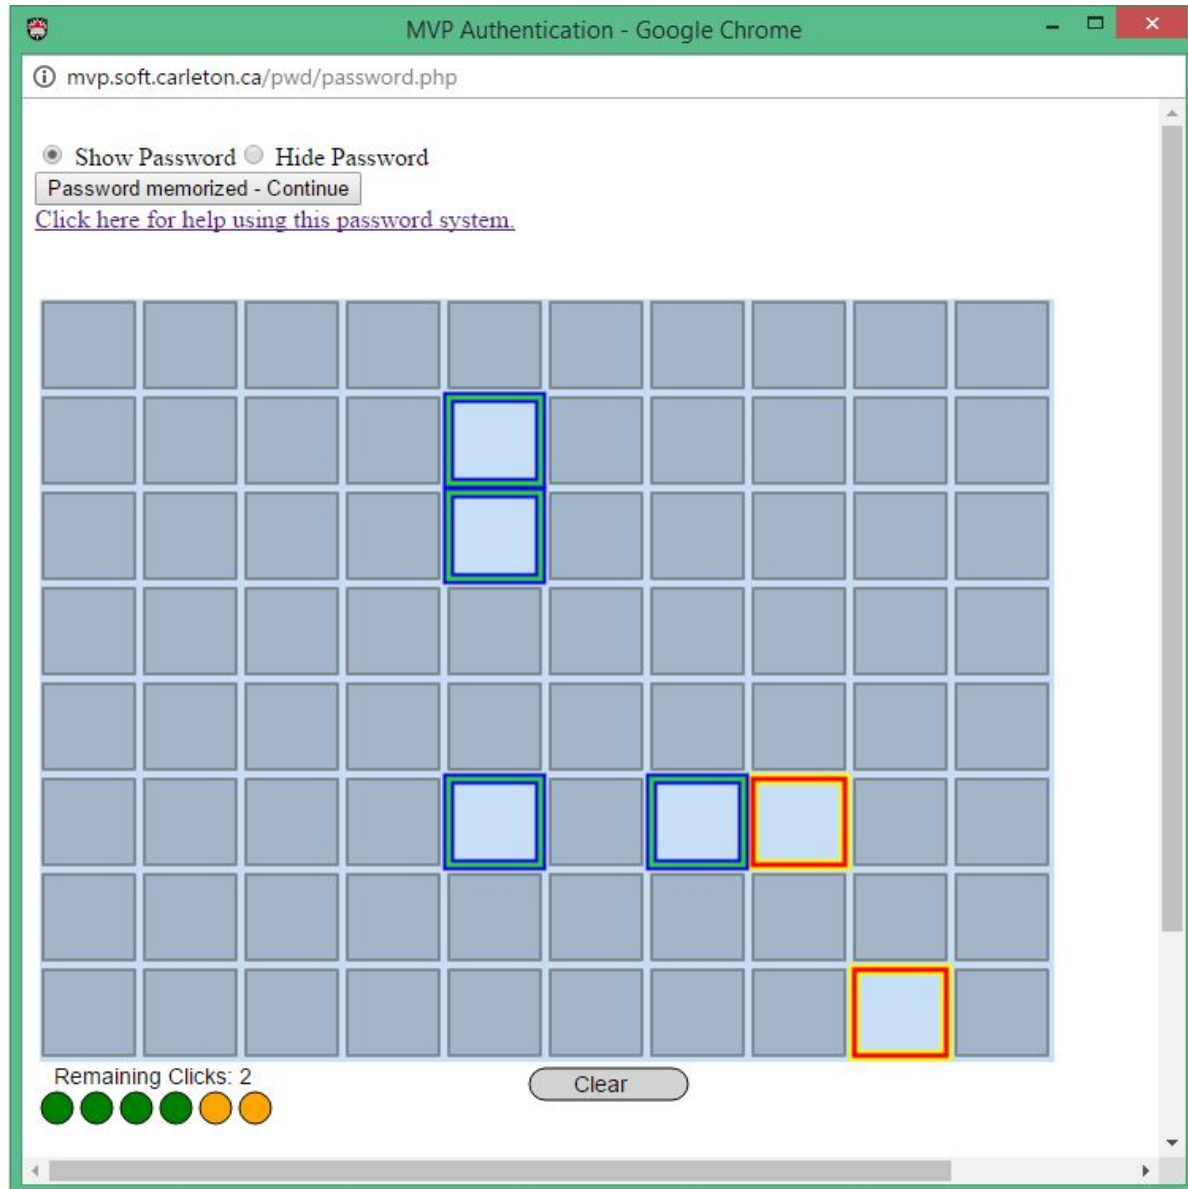 MVP Authentication - Google Chrome
mvp.soft.carleton.ca/pwd/password.php
Show Password Hide Password
Password memorized - Continue
Click here for help using this password system.
Remaining Clicks: 2
Clear